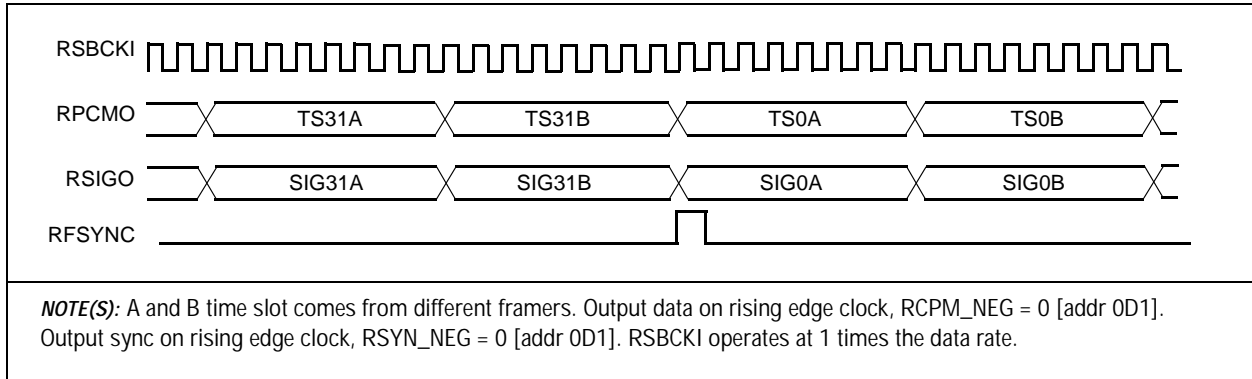 RSBCKI
RPCMO TS31A TS31B TS0A TS0B
RSIGO SIG31A SIG31B SIG0A SIG0B
RFSYNC
NOTE(S): A and B time slot comes from different framers. Output data on rising edge clock, RCPM_NEG = 0 [addr 0D1].
Output sync on rising edge clock, RSYN_NEG = 0 [addr 0D1]. RSBCKI operates at 1 times the data rate.